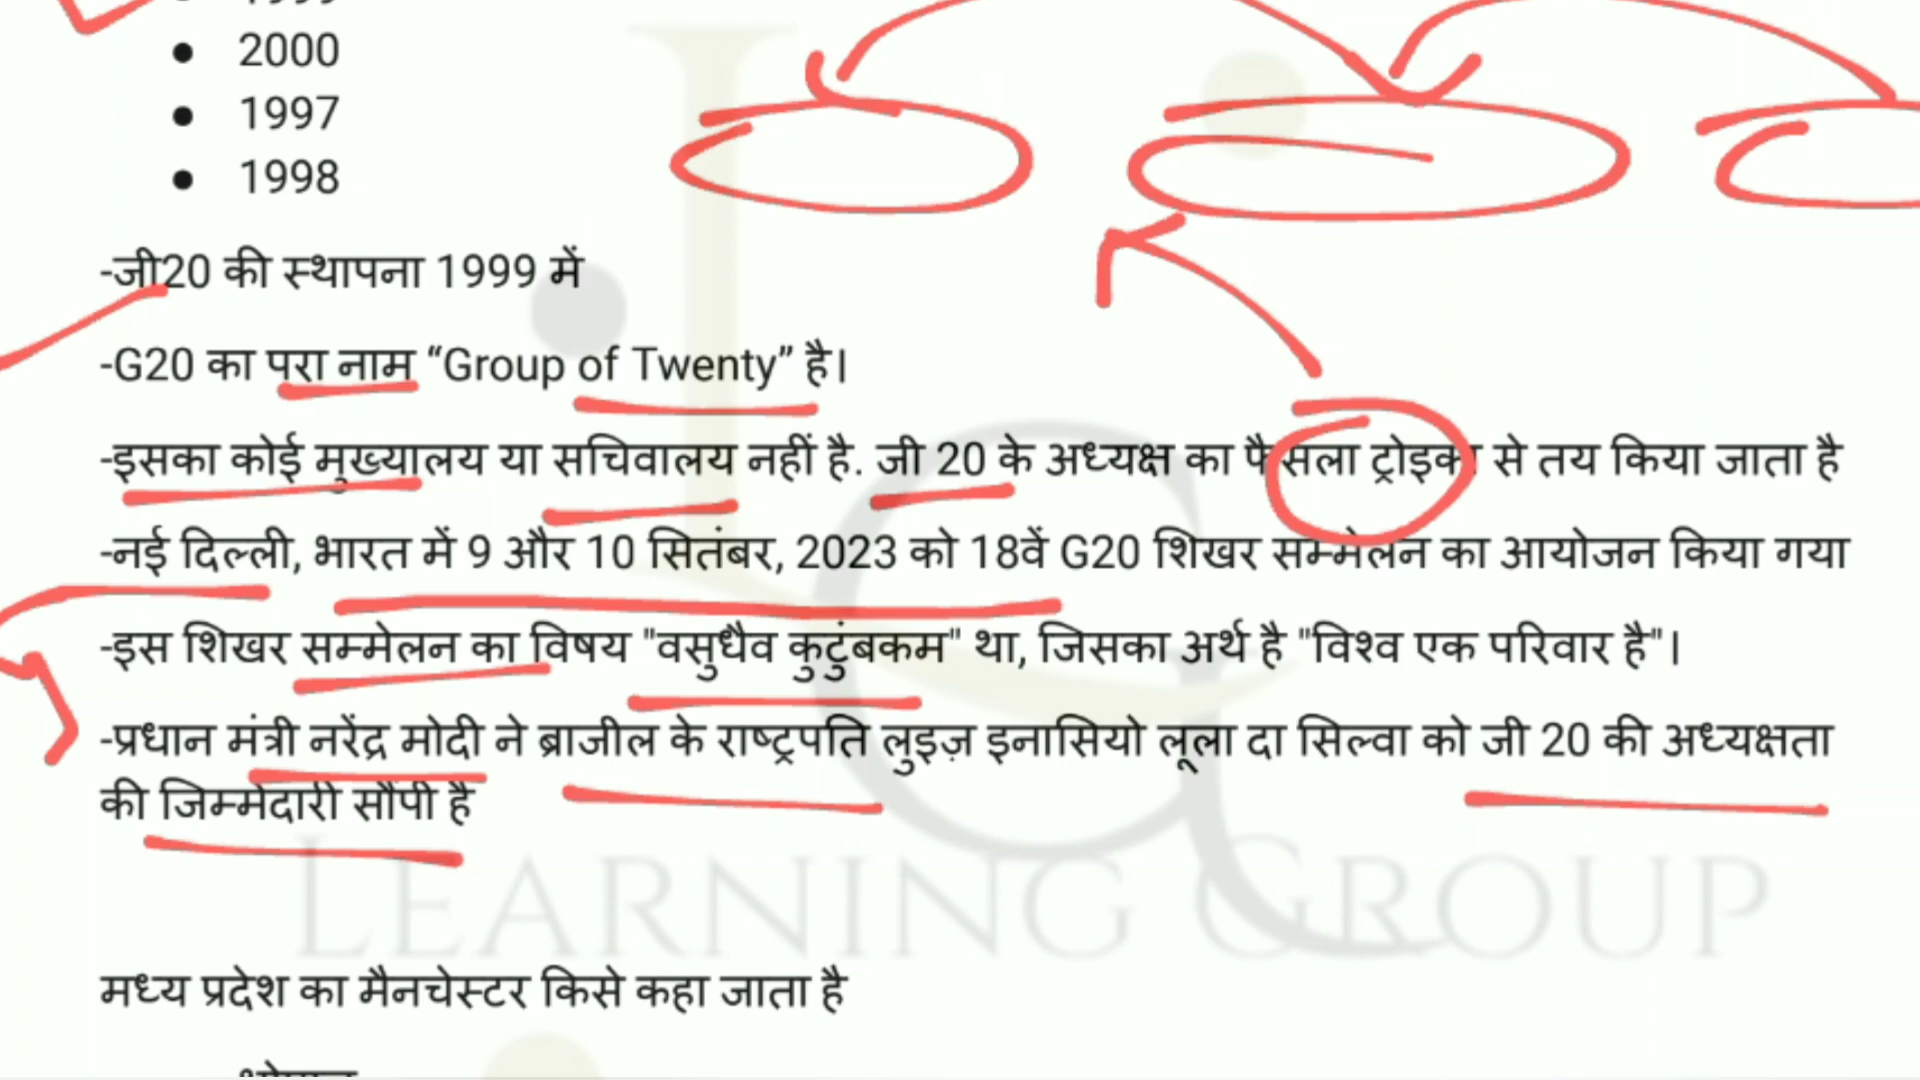 1999
● 2000
● 1997
● 1998
-जी20 की स्थापना 1999 में
-G20 का पूरा नाम “Group of Twenty” है।
-इसका कोई मुख्यालय या सचिवालय नहीं है. जी 20 के अध्यक्ष का फैसला ट्रोइका से तय किया जाता है
-नई दिल्ली, भारत में 9 और 10 सितंबर, 2023 को 18वें G20 शिखर सम्मेलन का आयोजन किया गया
-इस शिखर सम्मेलन का विषय "वसुधैव कुटुंबकम" था, जिसका अर्थ है "विश्व एक परिवार है"।
-प्रधान मंत्री नरेंद्र मोदी ने ब्राजील के राष्ट्रपति लुइज़ इनासियो लूला दा सिल्वा को जी 20 की अध्यक्षता
की जिम्मेदारी सौंपी है
LEARNING GROUP
मध्य प्रदेश का मैनचेस्टर किसे कहा जाता है